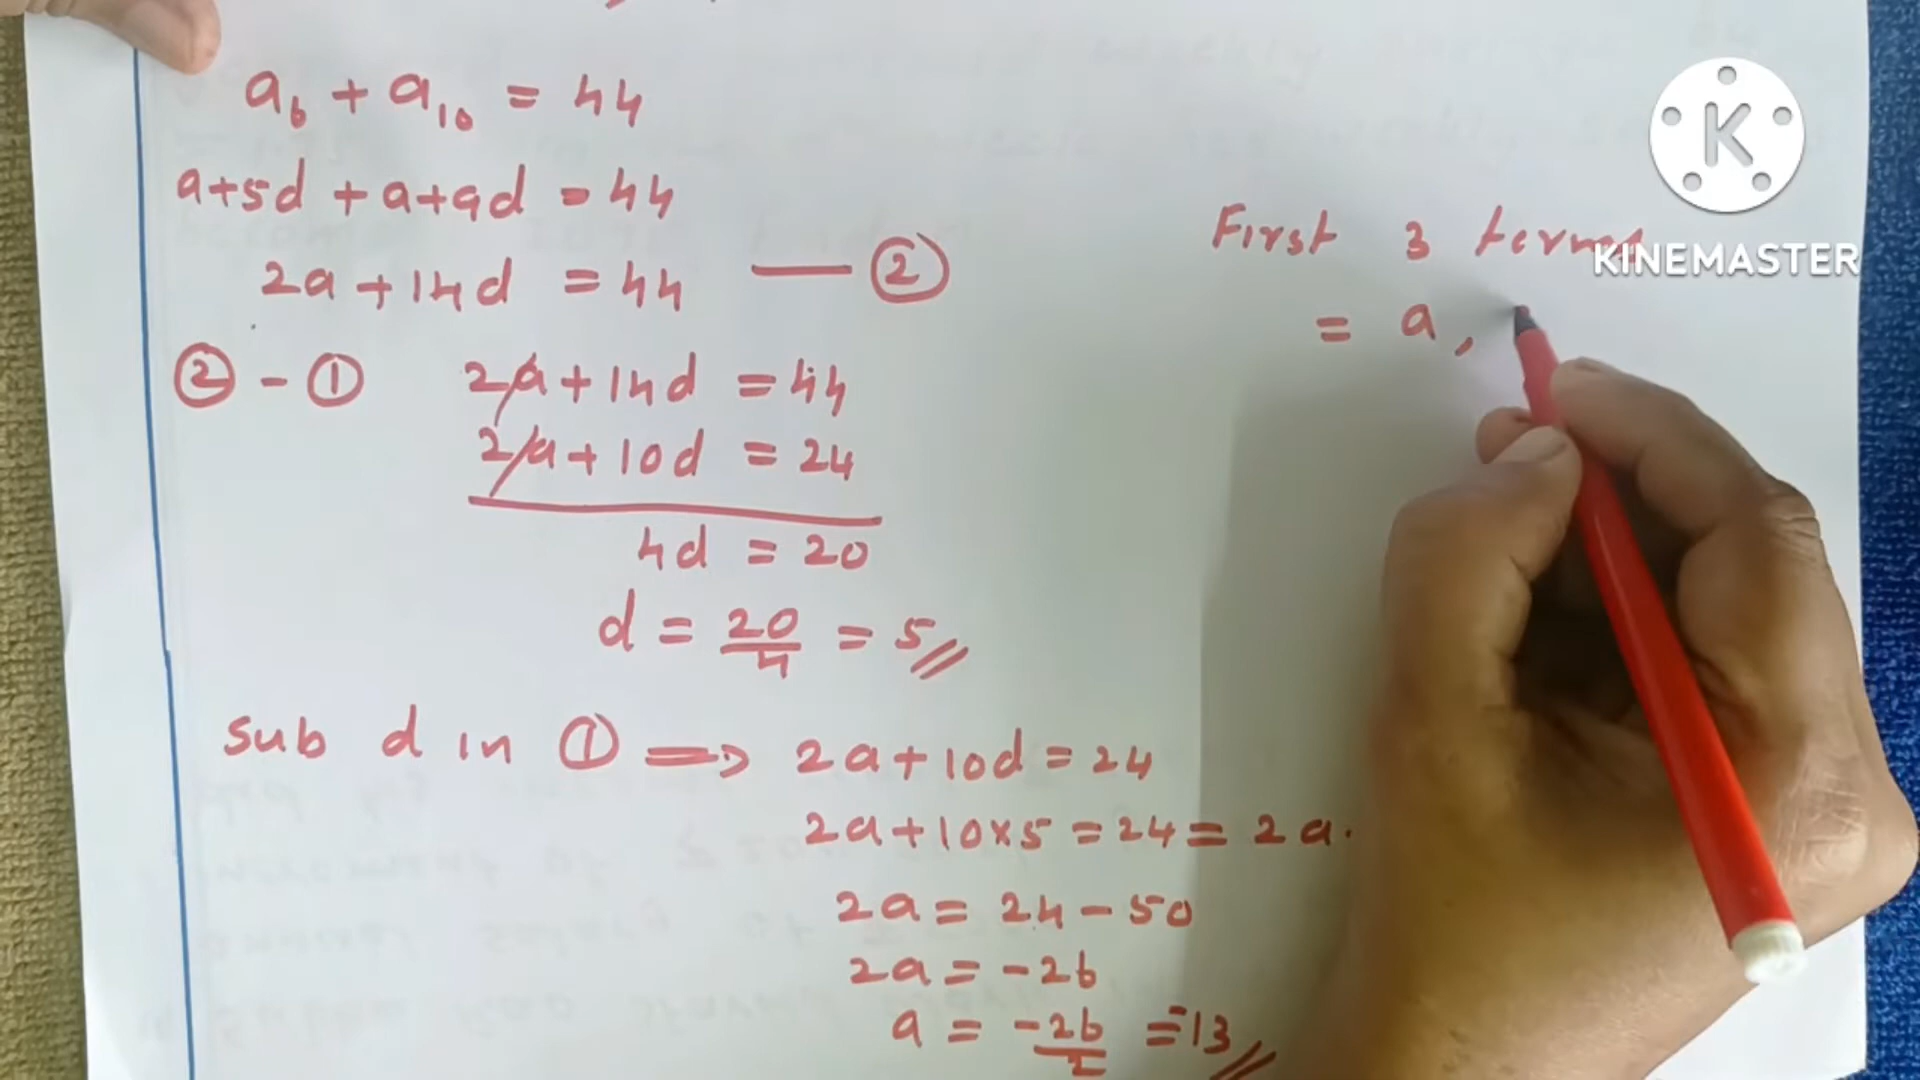 a₆ + a₁₀ = 44
a+5d + a+9d = 44
2a+14d = 44 — ②
② - ① 2a+14d = 44
2a+10d = 24
4d = 20
d = 20/4 = 5//
Sub d in ① => 2a+10d = 24
2a+10×5 = 24 = 2a.
2a = 24 - 50
2a = -26
a = -26/2 = -13//
First 3 terms
= a,
K
KINEMASTER